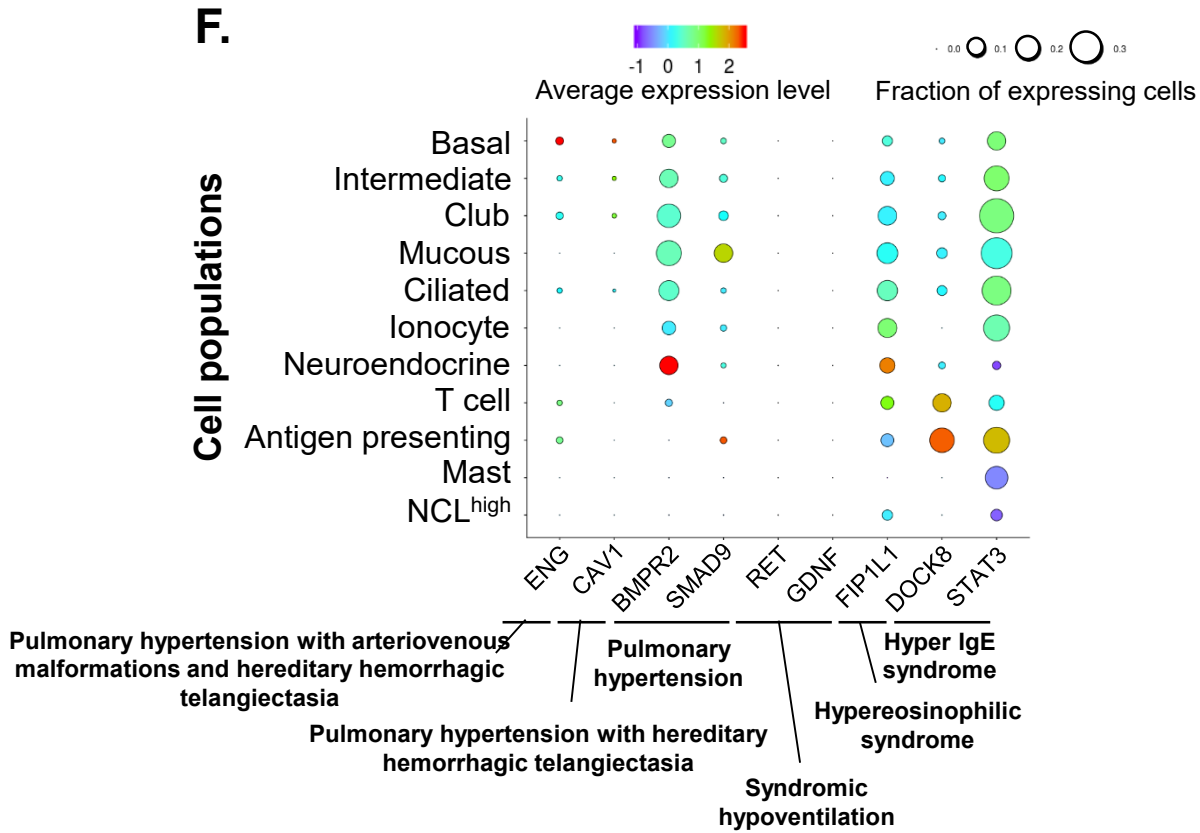 F.
-1 0 1 2
Average expression level
0.0 0.1 0.2 0.3
Fraction of expressing cells
Cell populations
Basal
Intermediate
Club
Mucous
Ciliated
Ionocyte
Neuroendocrine
T cell
Antigen presenting
Mast
NCLhigh
ENG
CAV1
BMPR2
SMAD9
RET
GDNF
FIP1L1
DOCK8
STAT3
Pulmonary hypertension with arteriovenous
malformations and hereditary hemorrhagic
telangiectasia
Pulmonary hypertension with hereditary
hemorrhagic telangiectasia
Pulmonary
hypertension
Syndromic
hypoventilation
Hypereosinophilic
syndrome
Hyper IgE
syndrome